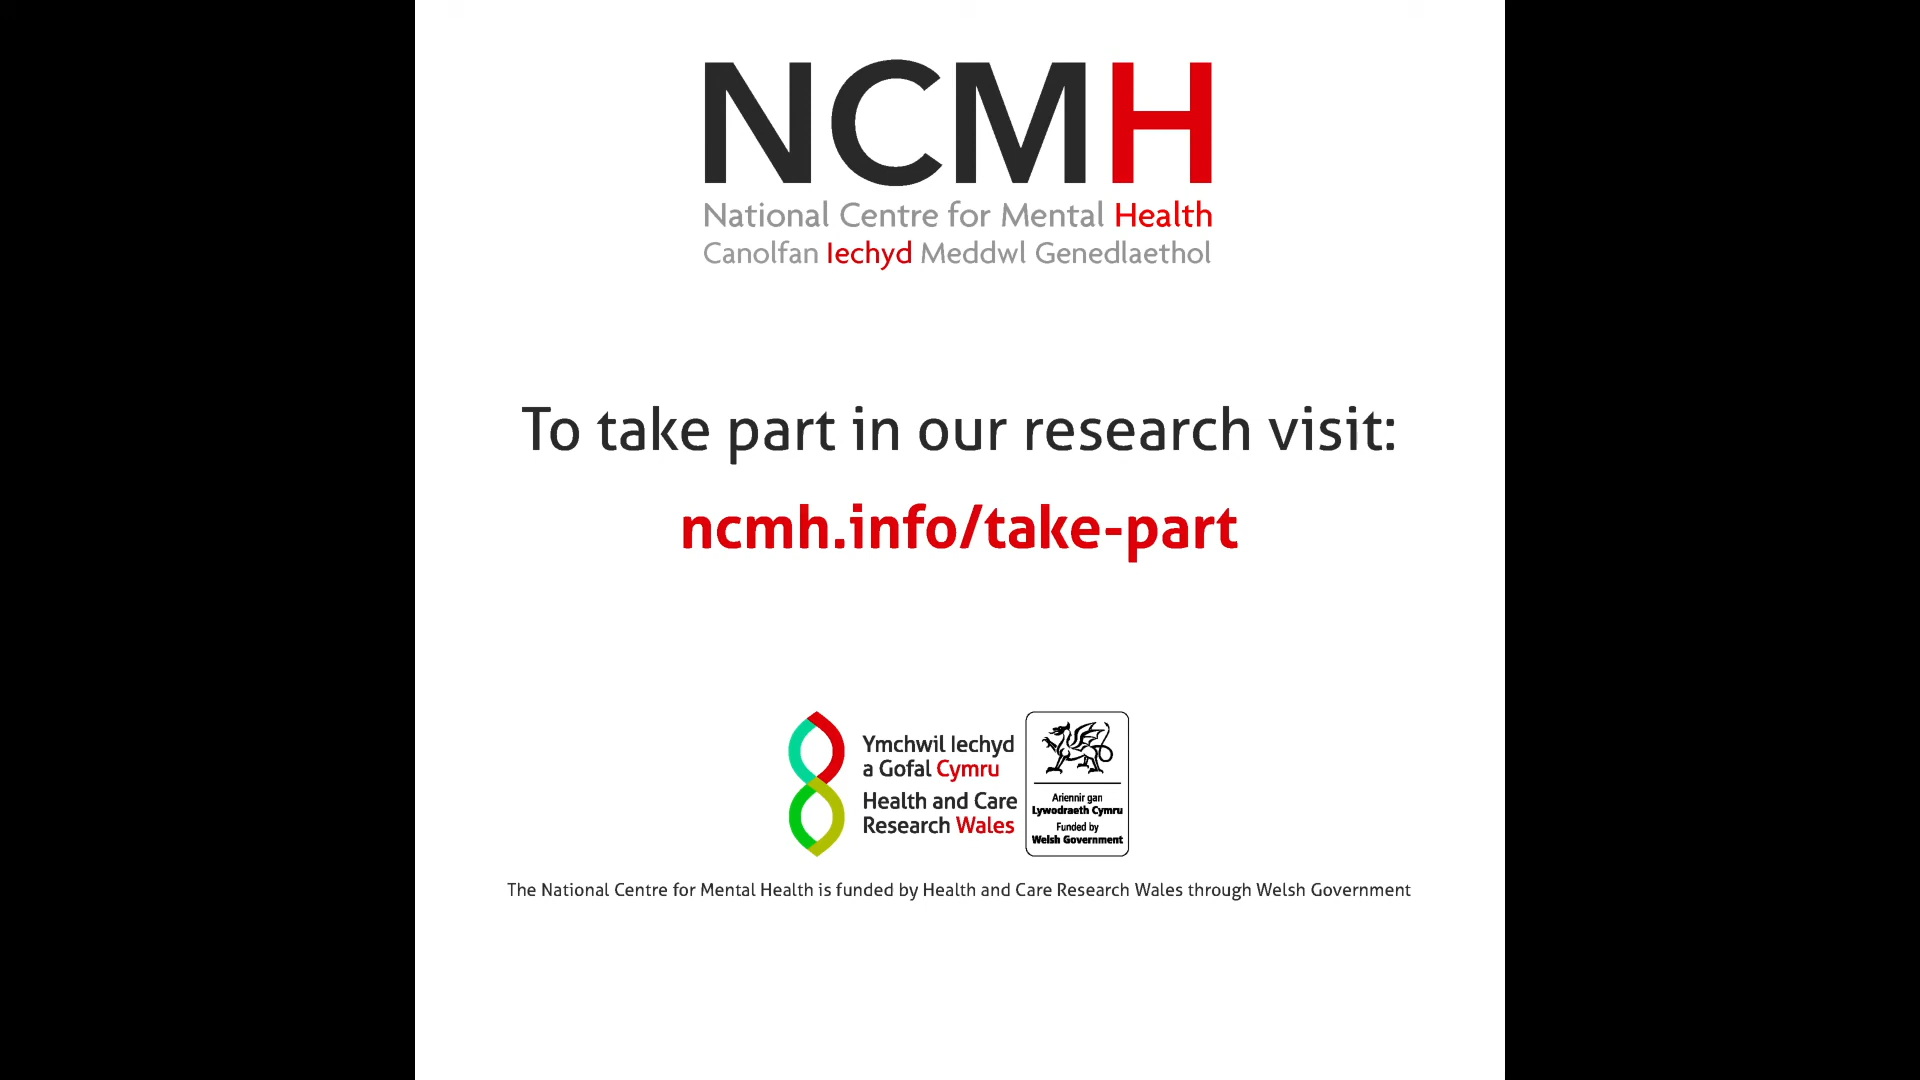 NCMH
National Centre for Mental Health
Canolfan Iechyd Meddwl Genedlaethol
To take part in our research visit:
ncmh.info/take-part
Ymchwil Iechyd
a Gofal Cymru
Health and Care
Research Wales
Ariennir gan
Lywodraeth Cymru
Funded by
Welsh Government
The National Centre for Mental Health is funded by Health and Care Research Wales through Welsh Government